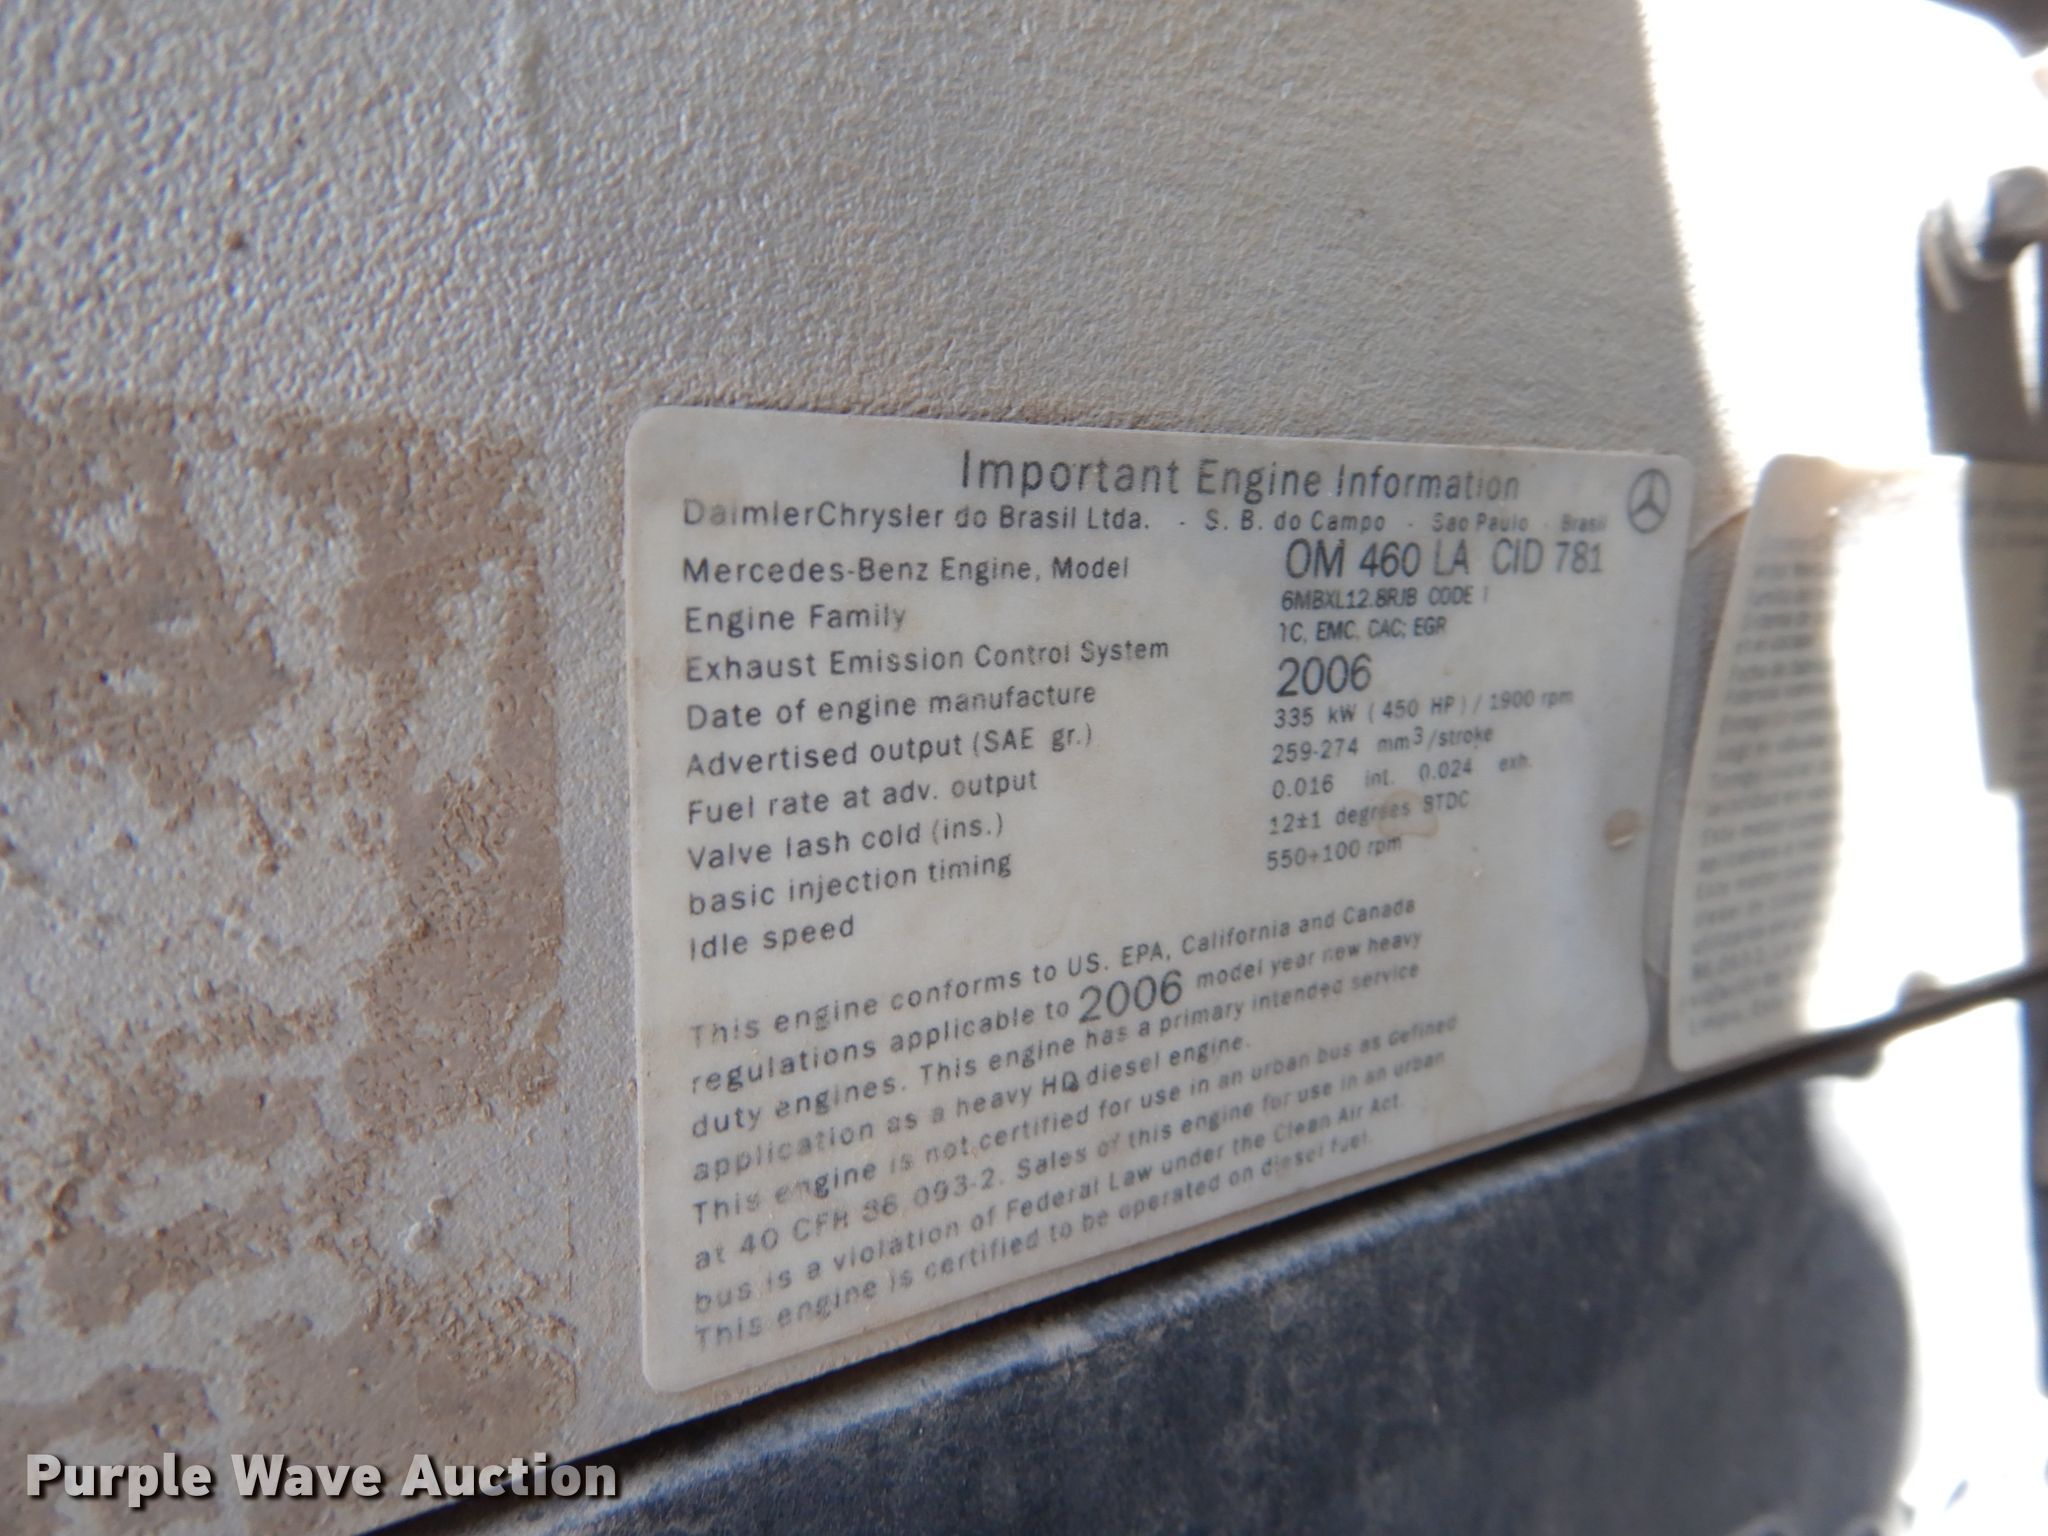 Important Engine Information
DaimlerChrysler do Brasil Ltda. - S. B. do Campo - Sao Paulo - Brasil
Mercedes-Benz Engine, Model OM 460 LA CID 781
Engine Family 6MBXL12.8RJB CODE I
Exhaust Emission Control System TC, EMC, CAC; EGR
Date of engine manufacture 2006
Advertised output (SAE gr.) 335 kW (450 HP) / 1900 rpm
Fuel rate at adv. output 259-274 mm3/stroke
Valve lash cold (ins.) 0.016 int. 0.024 exh.
basic injection timing 12±1 degrees BTDC
Idle speed 550+100 rpm
This engine conforms to US. EPA, California and Canada
regulations applicable to 2006 model year new heavy
duty engines. This engine has a primary intended service
application as a heavy HD diesel engine.
This engine is not certified for use in an urban bus as defined
at 40 CFR 86 093-2. Sales of this engine for use in an urban
bus is a violation of Federal Law under the Clean Air Act.
This engine is certified to be operated on diesel fuel.
Purple Wave Auction